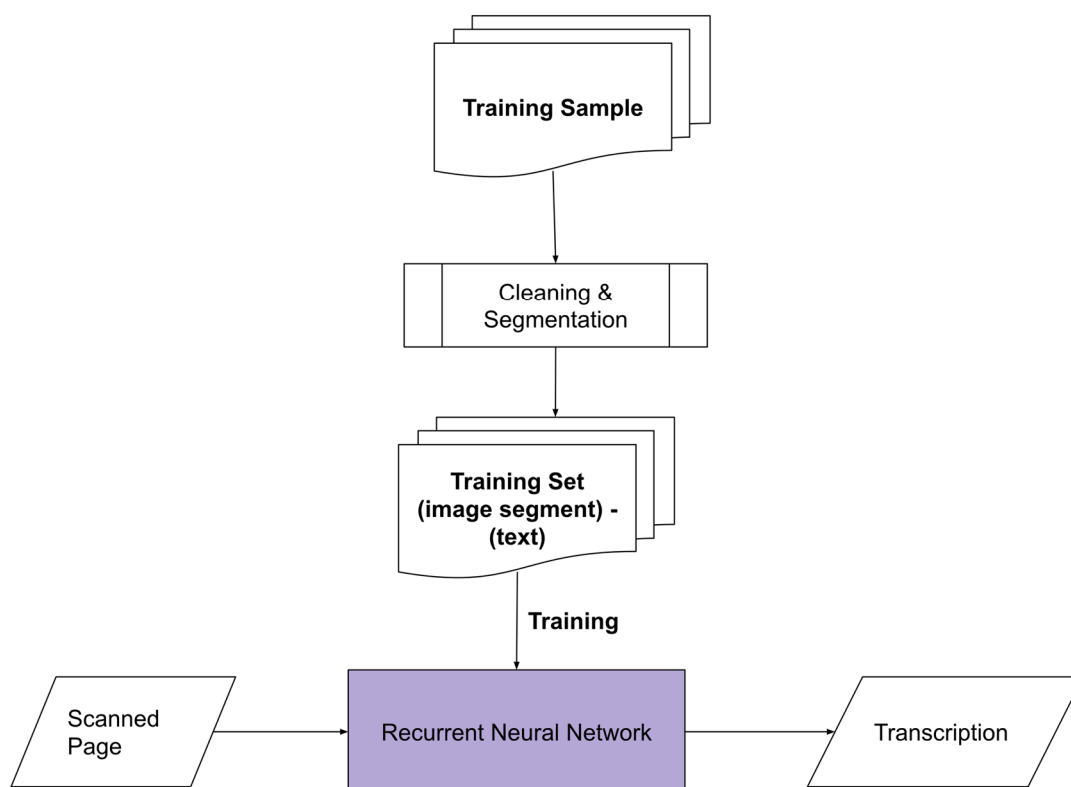 Training Sample
Cleaning &
Segmentation
Training Set
(image segment) -
(text)
Training
Scanned
Page
Recurrent Neural Network
Transcription